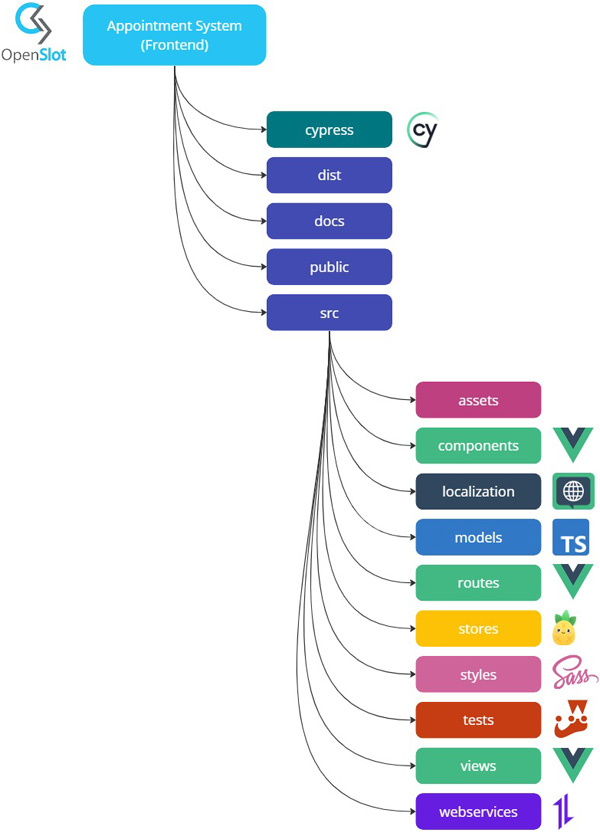 OpenSlot
Appointment System
(Frontend)
cypress
cy
dist
docs
public
src
assets
components
localization
models
TS
routes
stores
styles
Sass
tests
views
webservices